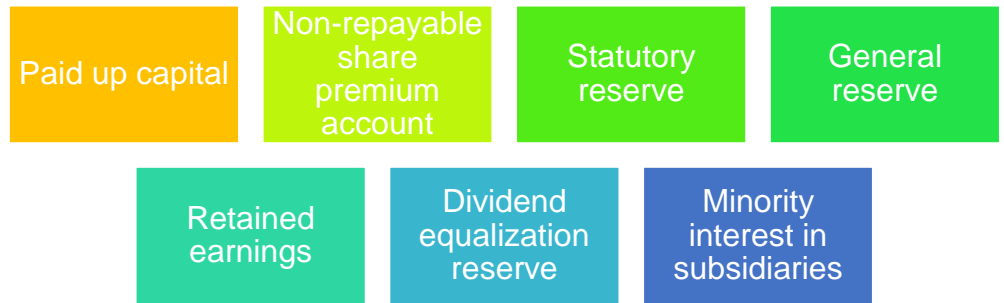 Paid up capital
Non-repayable
share
premium
account
Statutory
reserve
General
reserve
Retained
earnings
Dividend
equalization
reserve
Minority
interest in
subsidiaries